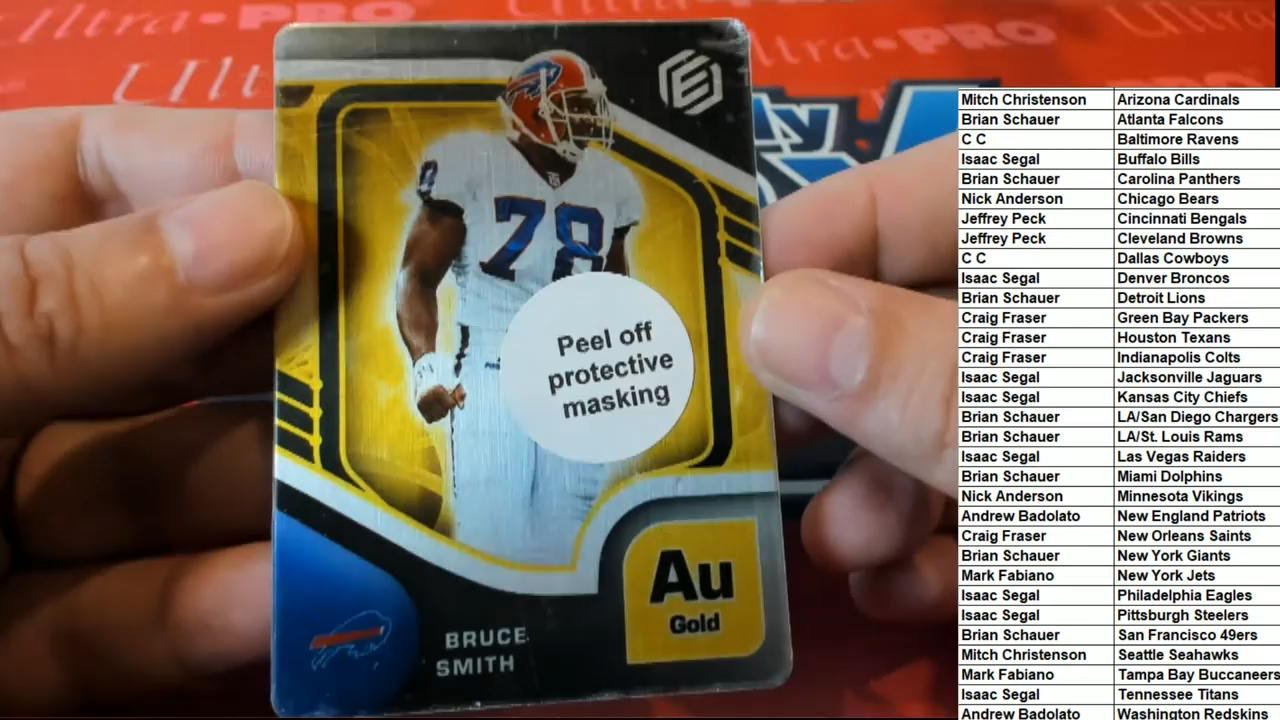 Ultra•PRO
Ultra•PRO
78
8
Peel off
protective
masking
Au
Gold
BRUCE
SMITH
Mitch Christenson Arizona Cardinals
Brian Schauer Atlanta Falcons
C C Baltimore Ravens
Isaac Segal Buffalo Bills
Brian Schauer Carolina Panthers
Nick Anderson Chicago Bears
Jeffrey Peck Cincinnati Bengals
Jeffrey Peck Cleveland Browns
C C Dallas Cowboys
Isaac Segal Denver Broncos
Brian Schauer Detroit Lions
Craig Fraser Green Bay Packers
Craig Fraser Houston Texans
Craig Fraser Indianapolis Colts
Isaac Segal Jacksonville Jaguars
Isaac Segal Kansas City Chiefs
Brian Schauer LA/San Diego Chargers
Brian Schauer LA/St. Louis Rams
Isaac Segal Las Vegas Raiders
Brian Schauer Miami Dolphins
Nick Anderson Minnesota Vikings
Andrew Badolato New England Patriots
Craig Fraser New Orleans Saints
Brian Schauer New York Giants
Mark Fabiano New York Jets
Isaac Segal Philadelphia Eagles
Isaac Segal Pittsburgh Steelers
Brian Schauer San Francisco 49ers
Mitch Christenson Seattle Seahawks
Mark Fabiano Tampa Bay Buccaneers
Isaac Segal Tennessee Titans
Andrew Badolato Washington Redskins